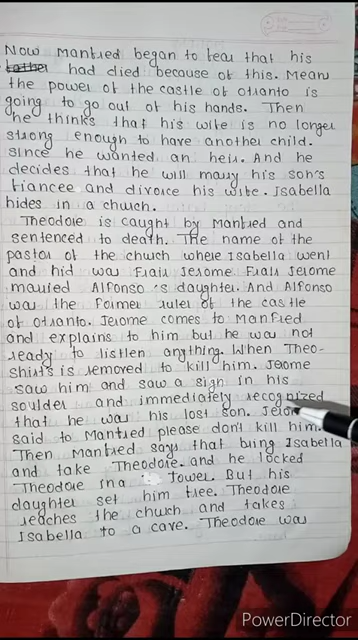 Now Manfred began to fear that his
father had died because of this. Mean
the power of the castle of otranto is
going to go out of his hands. Then
he thinks that his wife is no longer
strong enough to have another child.
since he wanted an heir. And he
decides that he will marry his son's
fiancee and divorce his wife. Isabella
hides in a church.
Theodore is caught by Manfred and
sentenced to death. The name of the
pastor of the church where Isabella went
and hid was Friair Jerome Friair Jerome
married Alfonso's daughter. And Alfonso
was the former ruler of the castle
of otranto. Jerome comes to Manfred
and explains to him but he was not
ready to listlen anything. When Theo-
shirt is removed to kill him. Jerome
saw him and saw a sign in his
soulder and immediately recognized
that he was his lost son. Jerom
said to Manfred please don't kill him.
Then Manfred says that bring Isabella
and take Theodore. and he locked
Theodore in a Tower. But his
daughter set him free. Theodore
reaches the church and takes
Isabella to a cave. Theodore was
PowerDirector